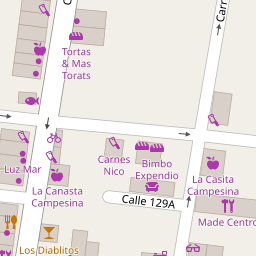 Tortas
& Mas
Torats
Carnes
Nico
Bimbo
Expendio
Luz Mar
La Canasta
Campesina
La Casita
Campesina
Calle 129A
Made Centro
Los Diablitos